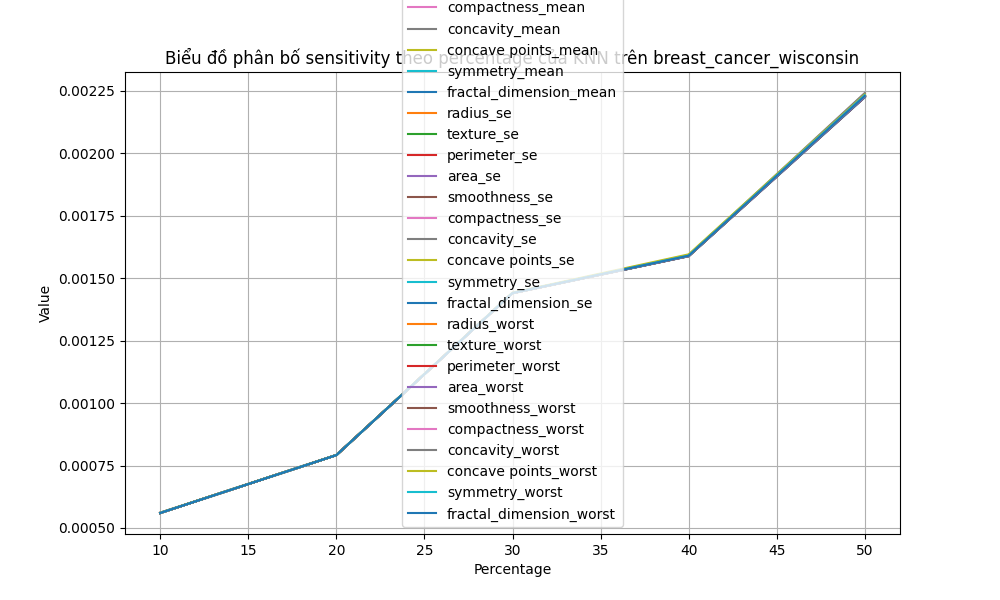 compactness_mean
concavity_mean
concave points_mean
Biểu đồ phân bố sensitivity theo percentage của KNN trên breast_cancer_wisconsin
symmetry_mean
fractal_dimension_mean
radius_se
texture_se
perimeter_se
area_se
smoothness_se
compactness_se
concavity_se
concave points_se
symmetry_se
fractal_dimension_se
radius_worst
texture_worst
perimeter_worst
area_worst
smoothness_worst
compactness_worst
concavity_worst
concave points_worst
symmetry_worst
fractal_dimension_worst
0.00225
0.00200
0.00175
0.00150
0.00125
0.00100
0.00075
0.00050
Value
10 15 20 25 30 35 40 45 50
Percentage